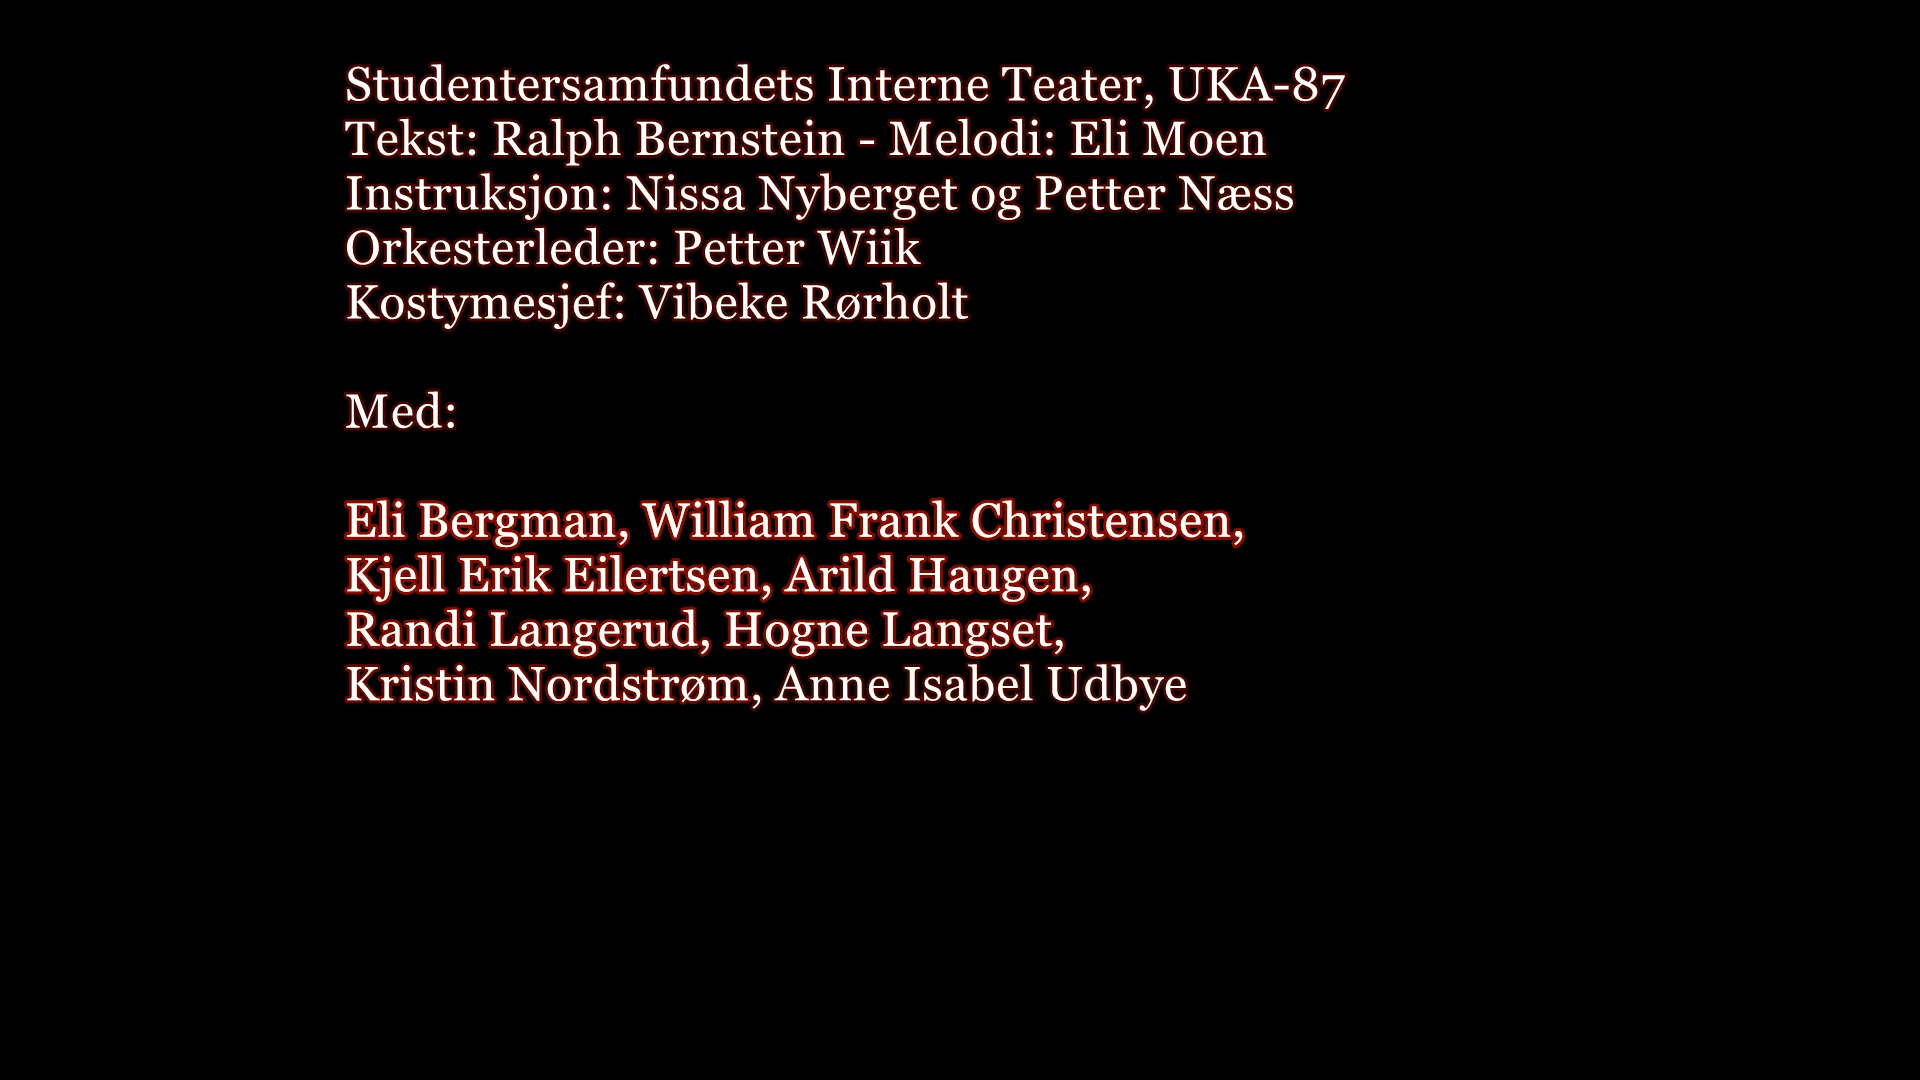 Studentersamfundets Interne Teater, UKA-87
Tekst: Ralph Bernstein - Melodi: Eli Moen
Instruksjon: Nissa Nyberget og Petter Næss
Orkesterleder: Petter Wiik
Kostymesjef: Vibeke Rørholt
Med:
Eli Bergman, William Frank Christensen,
Kjell Erik Eilertsen, Arild Haugen,
Randi Langerud, Hogne Langset,
Kristin Nordstrøm, Anne Isabel Udbye